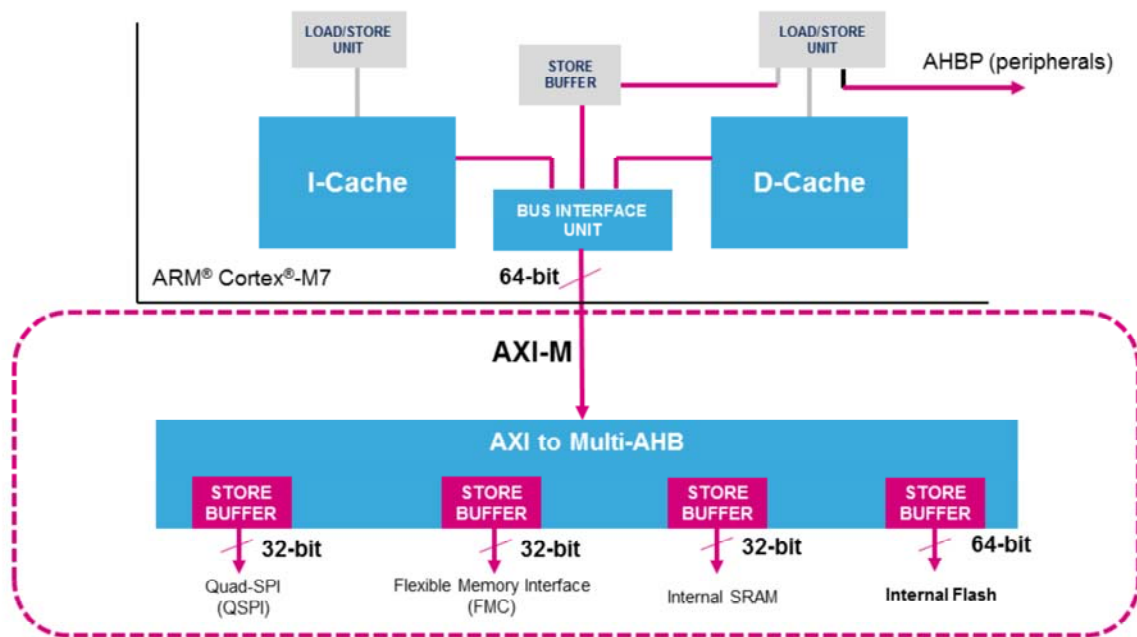 LOAD/STORE
UNIT
STORE
BUFFER
LOAD/STORE
UNIT
AHBP (peripherals)
I-Cache
D-Cache
BUS INTERFACE
UNIT
64-bit
ARM® Cortex®-M7
AXI-M
AXI to Multi-AHB
STORE
BUFFER
STORE
BUFFER
STORE
BUFFER
STORE
BUFFER
32-bit
32-bit
32-bit
64-bit
Quad-SPI
(QSPI)
Flexible Memory Interface
(FMC)
Internal SRAM
Internal Flash